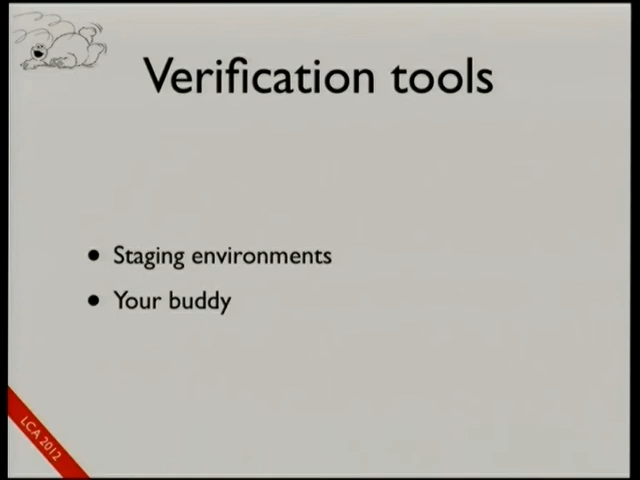 Verification tools
• Staging environments
• Your buddy
LCA 2012